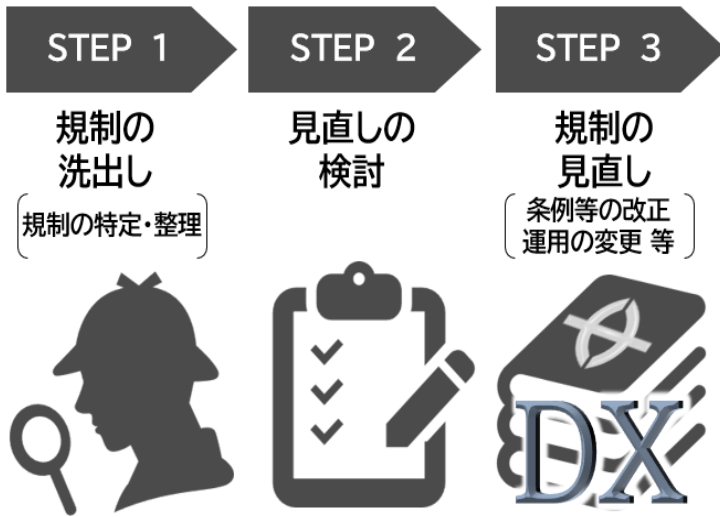 STEP 1
規制の
洗出し
規制の特定・整理
STEP 2
見直しの
検討
STEP 3
規制の
見直し
条例等の改正
運用の変更 等
DX